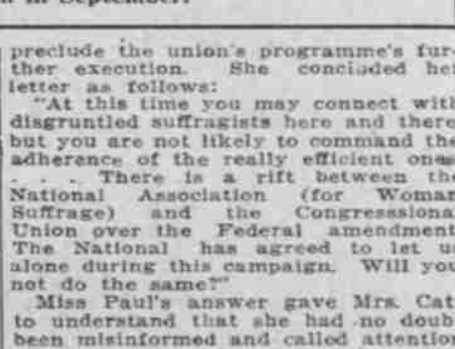 in September.
preclude the union's programme's fur-
ther execution. She concluded her
letter as follows:
"At this time you may connect with
disgruntled suffragists here and there,
but you are not likely to command the
adherence of the really efficient ones.
. . . There is a rift between the
National Association (for Woman
Suffrage) and the Congresssional
Union over the Federal amendment.
The National has agreed to let us
alone during this campaign. Will you
not do the same?"
Miss Paul's answer gave Mrs. Catt
to understand that she had no doubt
been misinformed and called attention